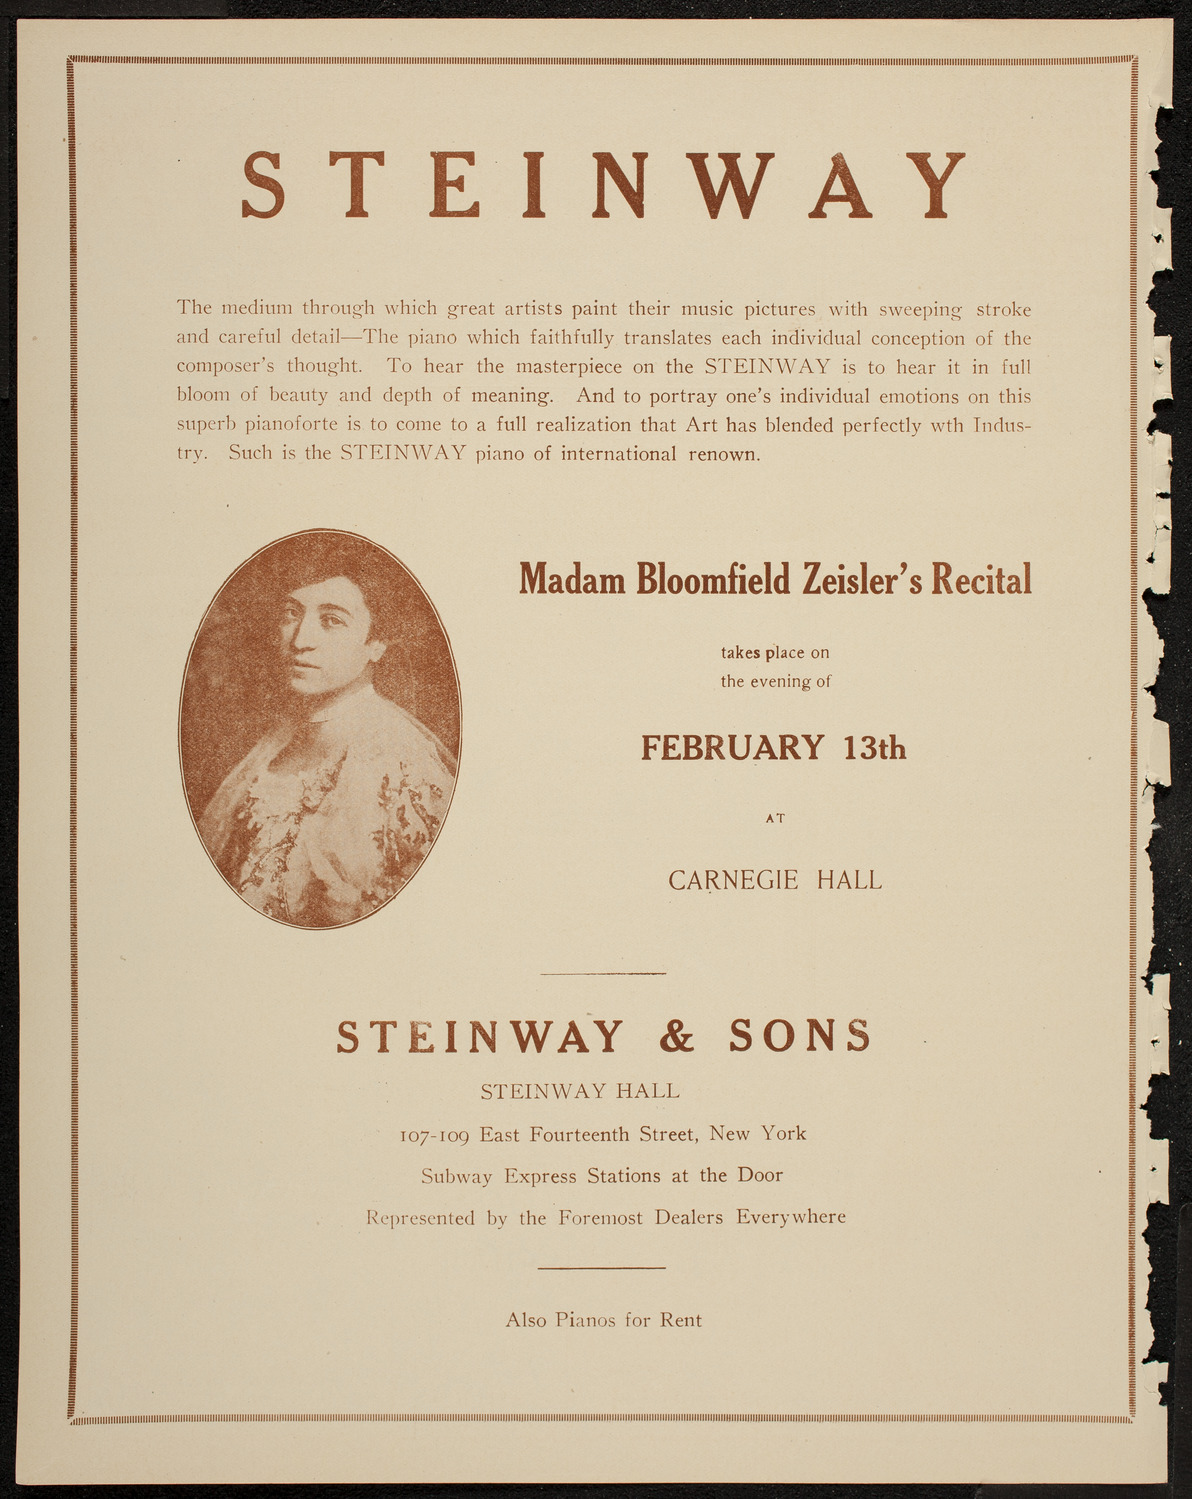 STEINWAY
The medium through which great artists paint their music pictures with sweeping stroke
and careful detail—The piano which faithfully translates each individual conception of the
composer's thought. To hear the masterpiece on the STEINWAY is to hear it in full
bloom of beauty and depth of meaning. And to portray one's individual emotions on this
superb pianoforte is to come to a full realization that Art has blended perfectly wth Indus-
try. Such is the STEINWAY piano of international renown.
Madam Bloomfield Zeisler's Recital
takes place on
the evening of
FEBRUARY 13th
AT
CARNEGIE HALL
STEINWAY & SONS
STEINWAY HALL
107-109 East Fourteenth Street, New York
Subway Express Stations at the Door
Represented by the Foremost Dealers Everywhere
Also Pianos for Rent